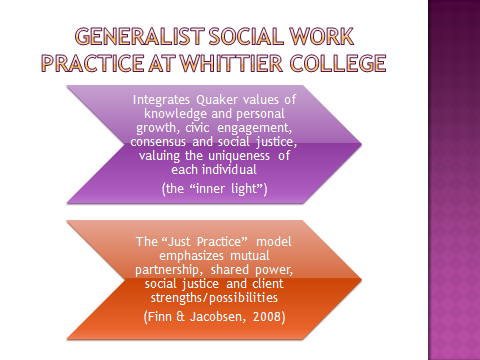 GENERALIST SOCIAL WORK
PRACTICE AT WHITTIER COLLEGE
Integrates Quaker values of
knowledge and personal
growth, civic engagement,
consensus and social justice,
valuing the uniqueness of
each individual
(the “inner light”)
The “Just Practice” model
emphasizes mutual
partnership, shared power,
social justice and client
strengths/possibilities
(Finn & Jacobsen, 2008)